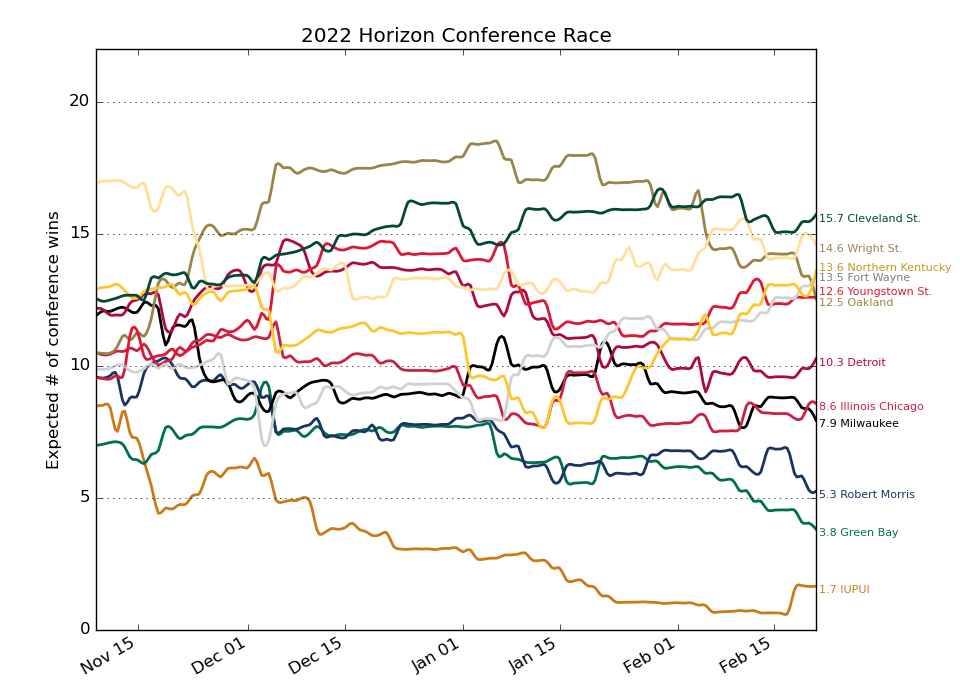 2022 Horizon Conference Race
Expected # of conference wins
20
15
10
5
0
15.7 Cleveland St.
14.6 Wright St.
13.6 Northern Kentucky
13.5 Fort Wayne
12.6 Youngstown St.
12.5 Oakland
10.3 Detroit
8.6 Illinois Chicago
7.9 Milwaukee
5.3 Robert Morris
3.8 Green Bay
1.7 IUPUI
Nov 15
Dec 01
Dec 15
Jan 01
Jan 15
Feb 01
Feb 15